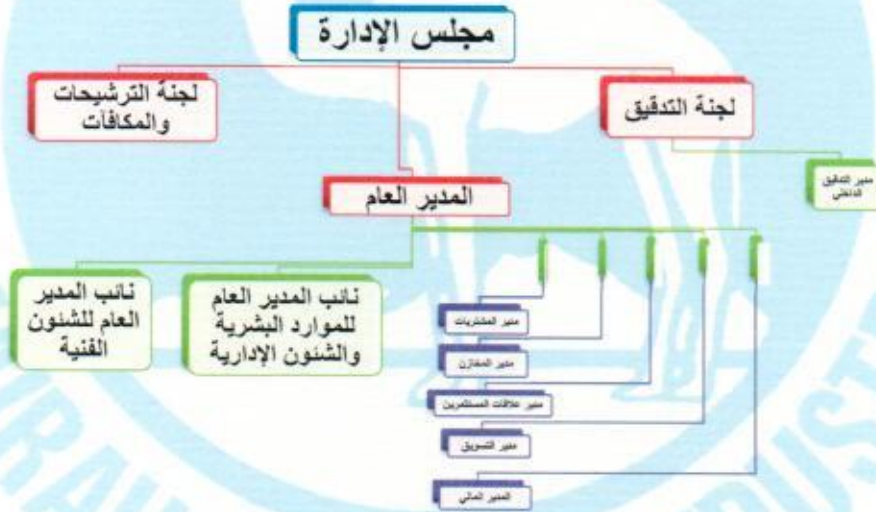 مجلس الإدارة
لجنة التدقيق
لجنة الترشيحات
والمكافآت
مدير التدقيق
الداخلي
المدير العام
نائب المدير العام
للموارد البشرية
والشئون الإدارية
نائب المدير
العام للشئون
الفنية
مدير المشتريات
مدير المخازن
مدير علاقات المستثمرين
مدير التسويق
المدير المالي